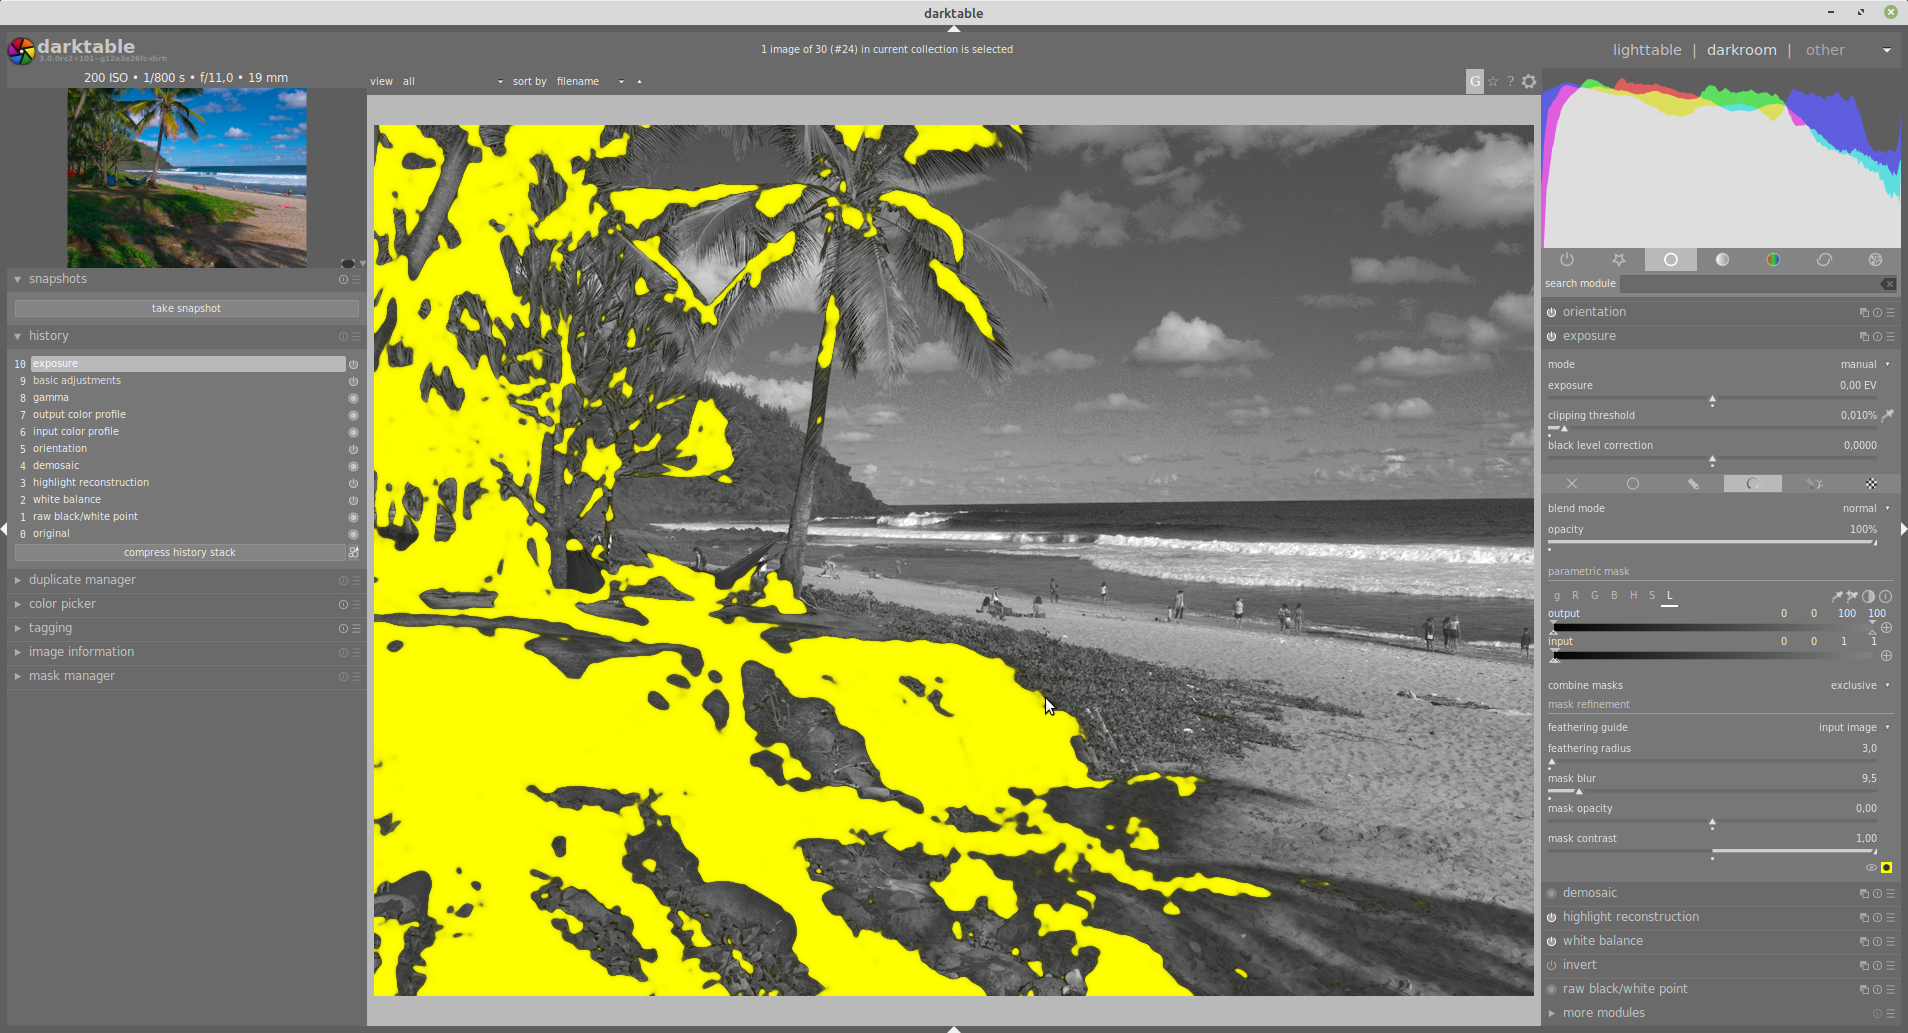 darktable
darktable
3.0.0rc2+101~g12a3e26fc-dirty
1 image of 30 (#24) in current collection is selected
lighttable | darkroom | other
200 ISO • 1/800 s • f/11,0 • 19 mm
view all sort by filename
G ☆ ?
snapshots
take snapshot
history
10 exposure
9 basic adjustments
8 gamma
7 output color profile
6 input color profile
5 orientation
4 demosaic
3 highlight reconstruction
2 white balance
1 raw black/white point
0 original
compress history stack
duplicate manager
color picker
tagging
image information
mask manager
search module
orientation
exposure
mode manual
exposure 0,00 EV
clipping threshold 0,010%
black level correction 0,0000
blend mode normal
opacity 100%
parametric mask
g R G B H S L
output 0 0 100 100
input 0 0 1 1
combine masks exclusive
mask refinement
feathering guide input image
feathering radius 3,0
mask blur 9,5
mask opacity 0,00
mask contrast 1,00
demosaic
highlight reconstruction
white balance
invert
raw black/white point
more modules